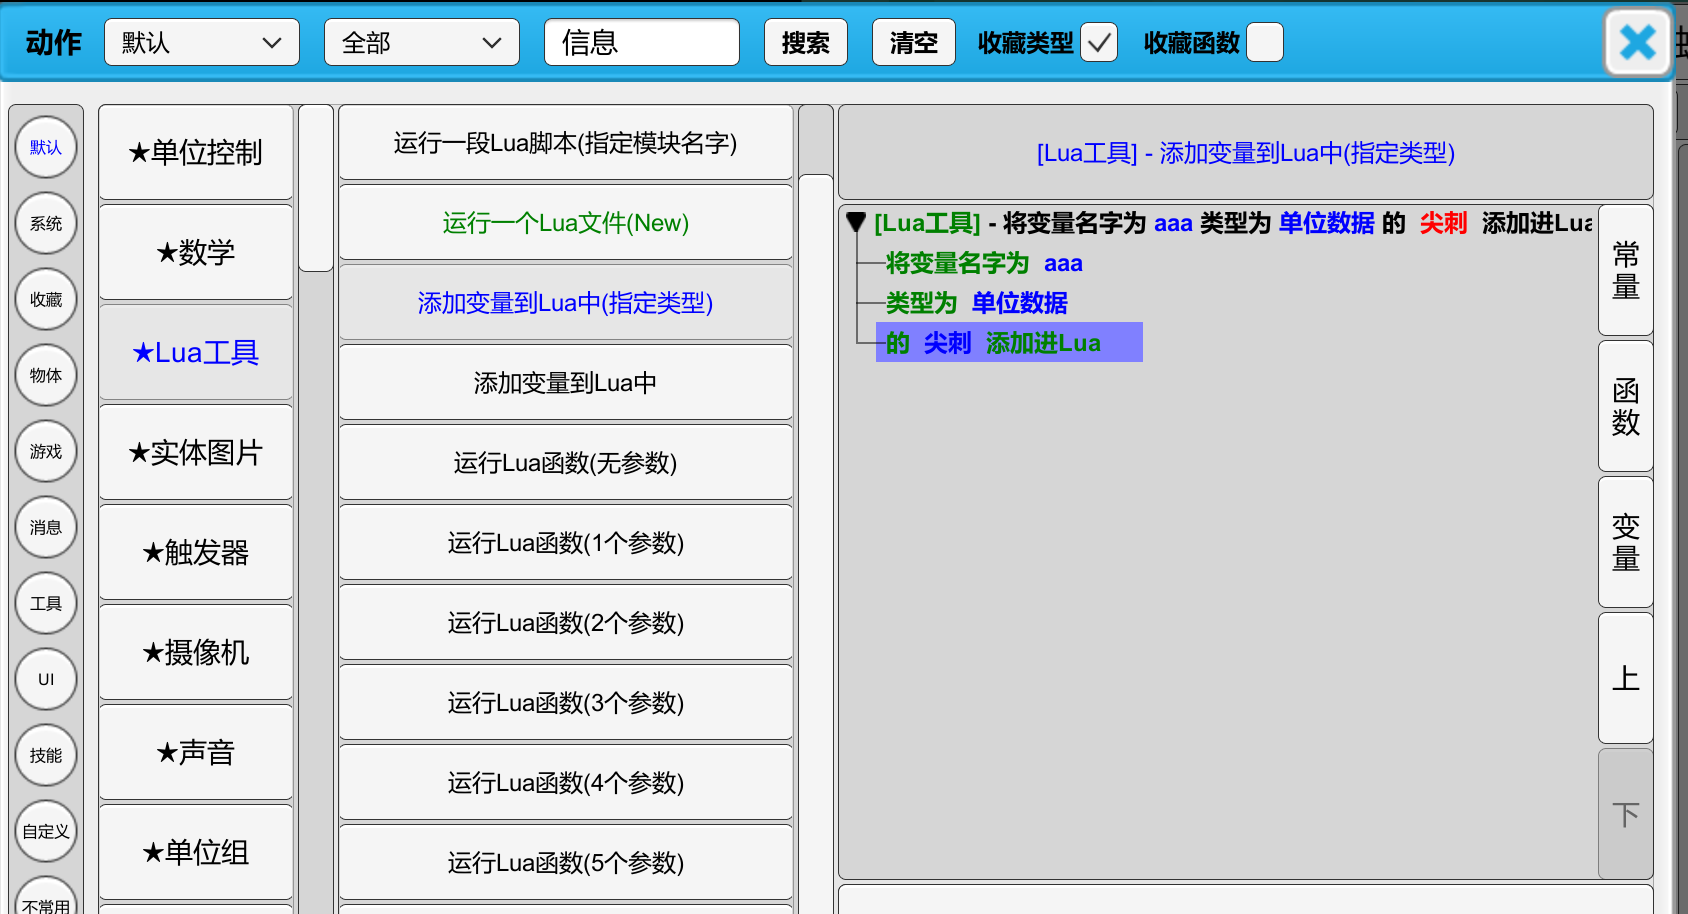 动作 默认 全部 信息 搜索 清空 收藏类型 收藏函数
默认
系统
收藏
物体
游戏
消息
工具
UI
技能
自定义
不常用
★单位控制
★数学
★Lua工具
★实体图片
★触发器
★摄像机
★声音
★单位组
运行一段Lua脚本(指定模块名字)
运行一个Lua文件(New)
添加变量到Lua中(指定类型)
添加变量到Lua中
运行Lua函数(无参数)
运行Lua函数(1个参数)
运行Lua函数(2个参数)
运行Lua函数(3个参数)
运行Lua函数(4个参数)
运行Lua函数(5个参数)
[Lua工具] - 添加变量到Lua中(指定类型)
[Lua工具] - 将变量名字为 aaa 类型为 单位数据 的 尖刺 添加进Lua
将变量名字为 aaa
类型为 单位数据
的 尖刺 添加进Lua
常量
函数
变量
上
下